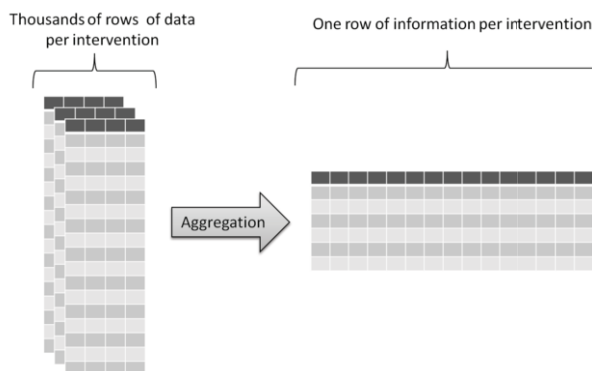 Thousands of rows of data
per intervention
One row of information per intervention
Aggregation